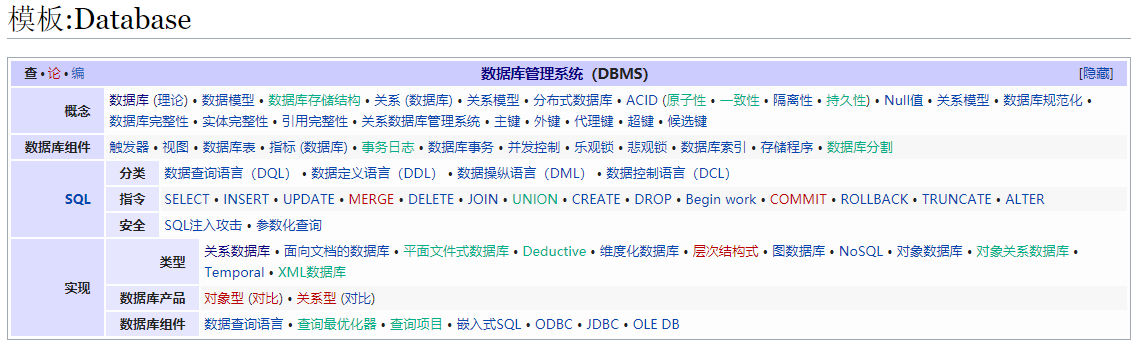 模板:Database
查 • 论 • 编 数据库管理系统（DBMS） [隐藏]
概念 数据库 (理论) • 数据模型 • 数据库存储结构 • 关系 (数据库) • 关系模型 • 分布式数据库 • ACID (原子性 • 一致性 • 隔离性 • 持久性) • Null值 • 关系模型 • 数据库规范化 •
数据库完整性 • 实体完整性 • 引用完整性 • 关系数据库管理系统 • 主键 • 外键 • 代理键 • 超键 • 候选键
数据库组件 触发器 • 视图 • 数据库表 • 指标 (数据库) • 事务日志 • 数据库事务 • 并发控制 • 乐观锁 • 悲观锁 • 数据库索引 • 存储程序 • 数据库分割
SQL
分类 数据查询语言（DQL） • 数据定义语言（DDL） • 数据操纵语言（DML） • 数据控制语言（DCL）
指令 SELECT • INSERT • UPDATE • MERGE • DELETE • JOIN • UNION • CREATE • DROP • Begin work • COMMIT • ROLLBACK • TRUNCATE • ALTER
安全 SQL注入攻击 • 参数化查询
实现
类型 关系数据库 • 面向文档的数据库 • 平面文件式数据库 • Deductive • 维度化数据库 • 层次结构式 • 图数据库 • NoSQL • 对象数据库 • 对象关系数据库 •
Temporal • XML数据库
数据库产品 对象型 (对比) • 关系型 (对比)
数据库组件 数据查询语言 • 查询最优化器 • 查询项目 • 嵌入式SQL • ODBC • JDBC • OLE DB